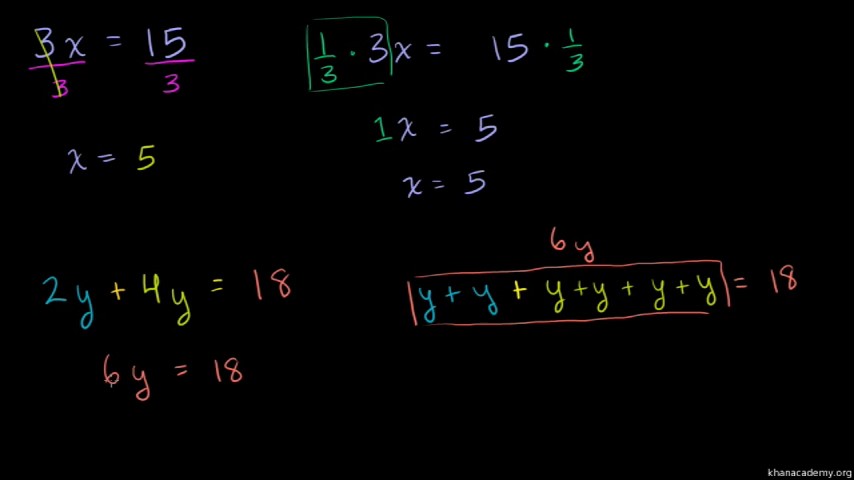 3x = 15
3 3
x = 5
1/3 · 3x = 15 · 1/3
1x = 5
x = 5
2y + 4y = 18
6y = 18
6y
y + y + y + y + y + y = 18
khanacademy.org